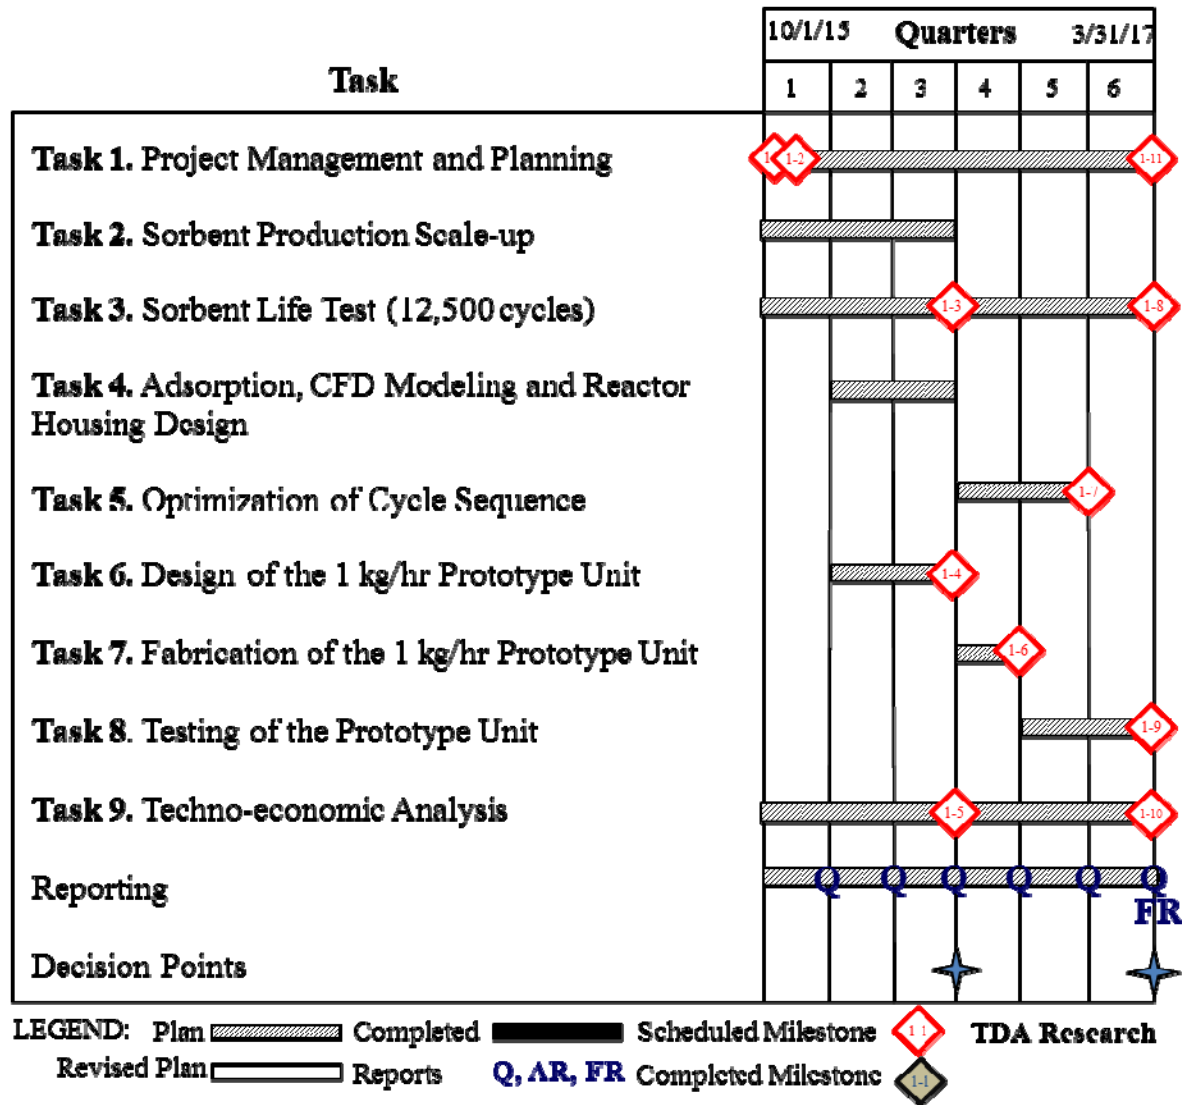 10/1/15 Quarters 3/31/17
Task
1 2 3 4 5 6
Task 1. Project Management and Planning
1-2 1-11
Task 2. Sorbent Production Scale-up
Task 3. Sorbent Life Test (12,500 cycles)
1-3 1-8
Task 4. Adsorption, CFD Modeling and Reactor
Housing Design
Task 5. Optimization of Cycle Sequence
1-7
Task 6. Design of the 1 kg/hr Prototype Unit
1-4
Task 7. Fabrication of the 1 kg/hr Prototype Unit
1-6
Task 8. Testing of the Prototype Unit
1-9
Task 9. Techno-economic Analysis
1-5 1-10
Reporting
Q Q Q Q Q Q
FR
Decision Points
LEGEND: Plan Completed Scheduled Milestone 1-1 TDA Research
Revised Plan Reports Q, AR, FR Completed Milestone 1-1